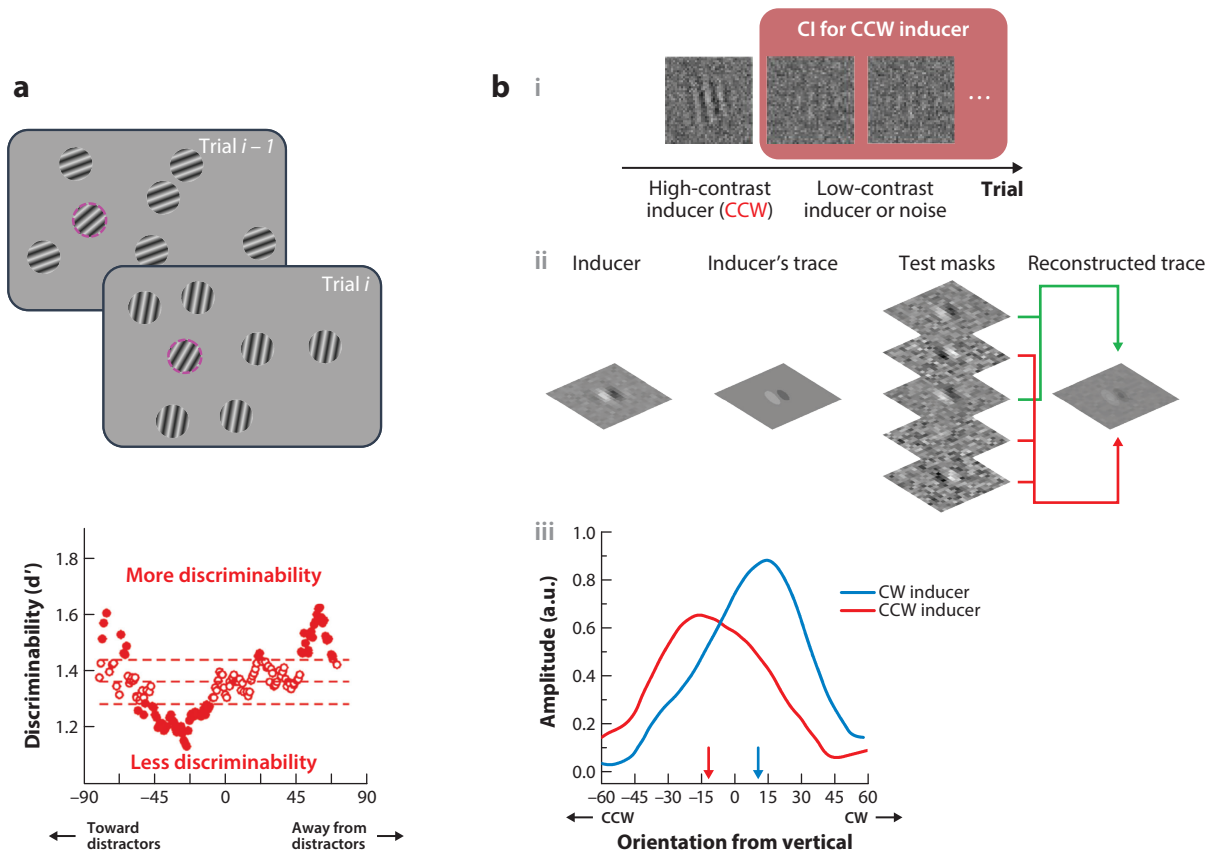 a
Trial i – 1
Trial i
1.8
1.6
1.4
1.2
Discriminability (d′)
More discriminability
Less discriminability
–90
–45
0
45
90
Toward
distractors
Away from
distractors
b
i
CI for CCW inducer
...
High-contrast
inducer (CCW)
Low-contrast
inducer or noise
Trial
ii
Inducer
Inducer’s trace
Test masks
Reconstructed trace
iii
1.0
0.8
0.6
0.4
0.2
0.0
Amplitude (a.u.)
CW inducer
CCW inducer
–60
–45
–30
–15
0
15
30
45
60
CCW
CW
Orientation from vertical